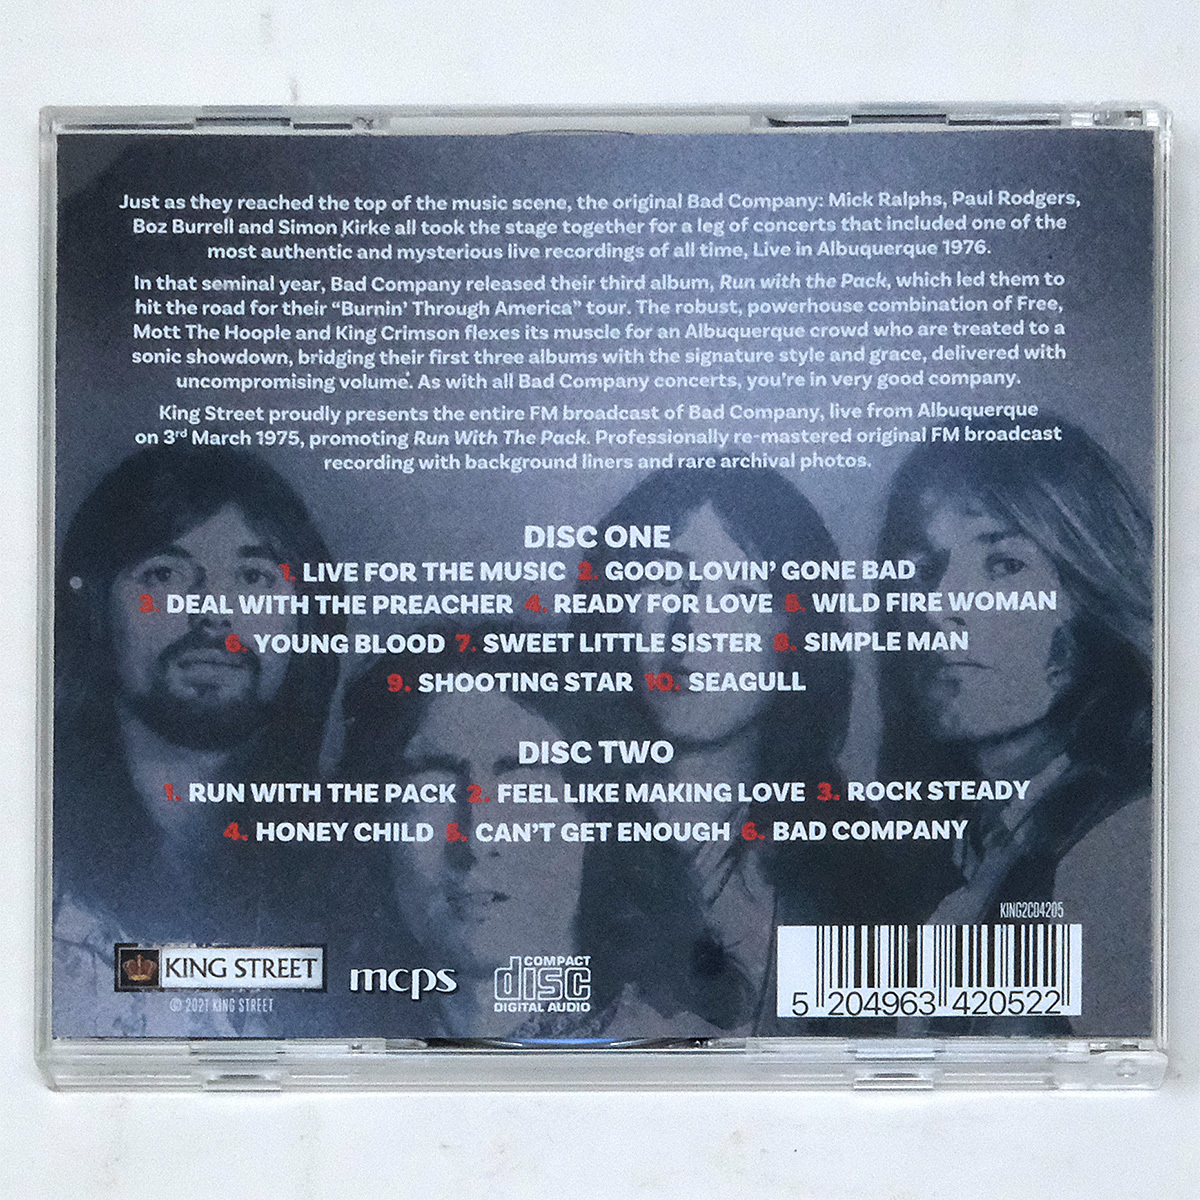 Just as they reached the top of the music scene, the original Bad Company: Mick Ralphs, Paul Rodgers,
Boz Burrell and Simon Kirke all took the stage together for a leg of concerts that included one of the
most authentic and mysterious live recordings of all time, Live in Albuquerque 1976.
In that seminal year, Bad Company released their third album, Run with the Pack, which led them to
hit the road for their “Burnin’ Through America” tour. The robust, powerhouse combination of Free,
Mott The Hoople and King Crimson flexes its muscle for an Albuquerque crowd who are treated to a
sonic showdown, bridging their first three albums with the signature style and grace, delivered with
uncompromising volume. As with all Bad Company concerts, you’re in very good company.
King Street proudly presents the entire FM broadcast of Bad Company, live from Albuquerque
on 3rd March 1975, promoting Run With The Pack. Professionally re-mastered original FM broadcast
recording with background liners and rare archival photos.
DISC ONE
1. LIVE FOR THE MUSIC 2. GOOD LOVIN’ GONE BAD
3. DEAL WITH THE PREACHER 4. READY FOR LOVE 5. WILD FIRE WOMAN
6. YOUNG BLOOD 7. SWEET LITTLE SISTER 8. SIMPLE MAN
9. SHOOTING STAR 10. SEAGULL
DISC TWO
1. RUN WITH THE PACK 2. FEEL LIKE MAKING LOVE 3. ROCK STEADY
4. HONEY CHILD 5. CAN’T GET ENOUGH 6. BAD COMPANY
KING2CD4205
KING STREET
© 2021 KING STREET
mcps
COMPACT
disc
DIGITAL AUDIO
5 204963 420522